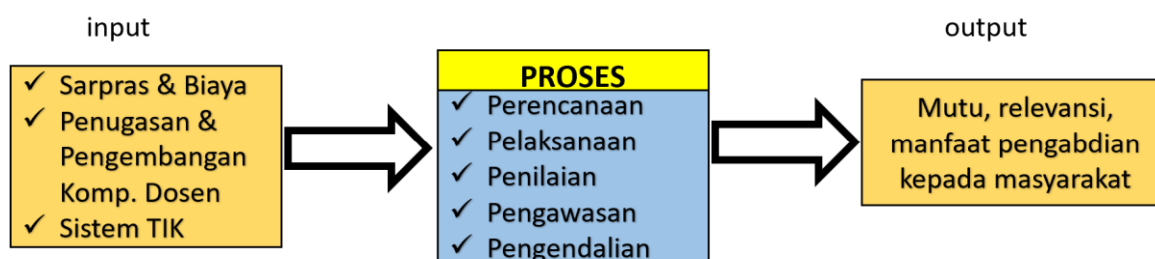 input
✓ Sarpras & Biaya
✓ Penugasan &
Pengembangan
Komp. Dosen
✓ Sistem TIK
PROSES
✓ Perencanaan
✓ Pelaksanaan
✓ Penilaian
✓ Pengawasan
✓ Pengendalian
output
Mutu, relevansi,
manfaat pengabdian
kepada masyarakat